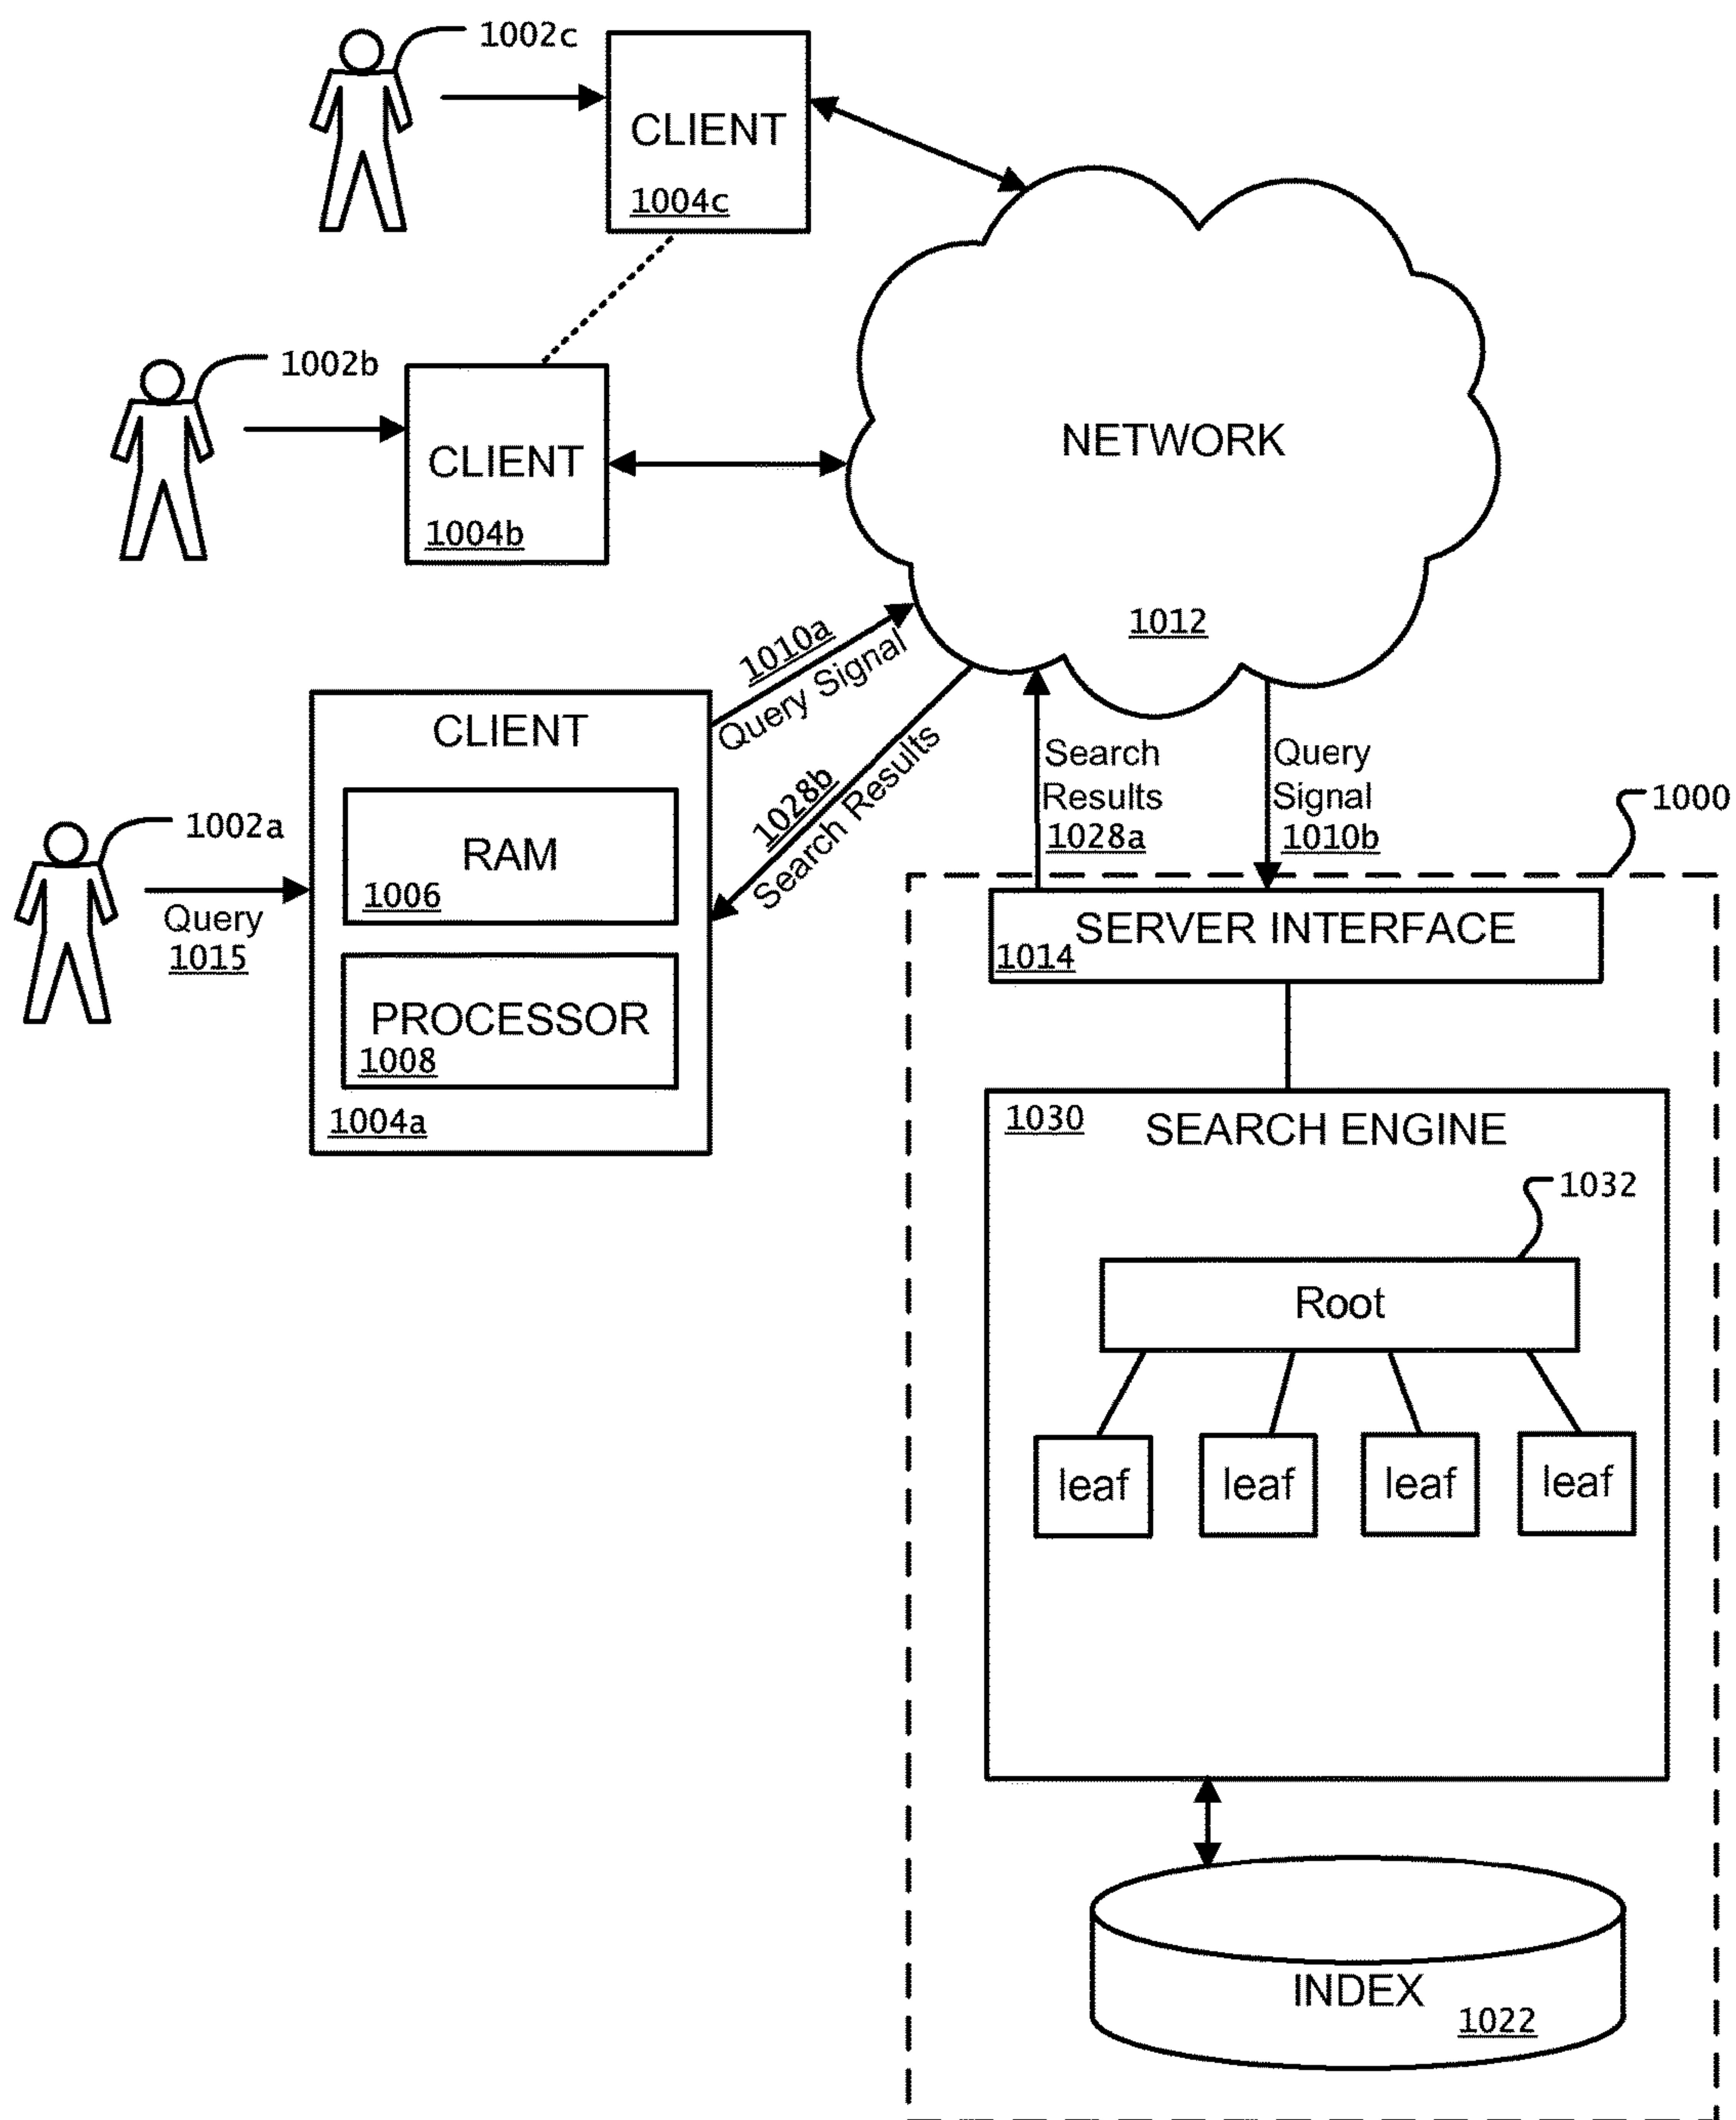 1002c
CLIENT
1004c
1002b
CLIENT
1004b
NETWORK
1012
1010a
Query Signal
1028b
Search Results
CLIENT
RAM
1006
PROCESSOR
1008
1004a
1002a
Query
1015
Search
Results
1028a
Query
Signal
1010b
1000
SERVER INTERFACE
1014
1030
SEARCH ENGINE
1032
Root
leaf
leaf
leaf
leaf
INDEX
1022